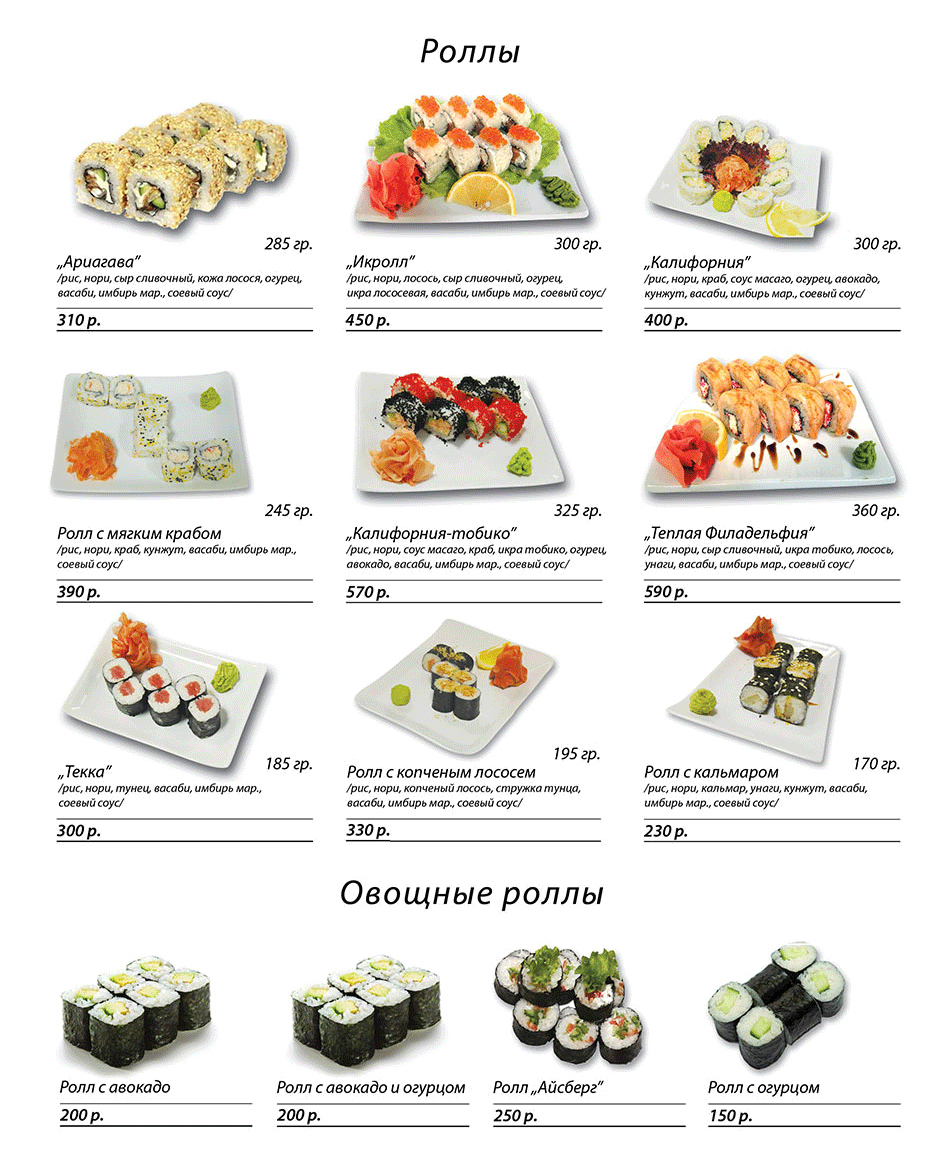 Роллы
285 гр.
„Ариагава”
/рис, нори, сыр сливочный, кожа лосося, огурец,
васаби, имбирь мар., соевый соус/
310 р.
300 гр.
„Икролл”
/рис, нори, лосось, сыр сливочный, огурец,
икра лососевая, васаби, имбирь мар., соевый соус/
450 р.
300 гр.
„Калифорния”
/рис, нори, краб, соус масаго, огурец, авокадо,
кунжут, васаби, имбирь мар., соевый соус/
400 р.
245 гр.
Ролл с мягким крабом
/рис, нори, краб, кунжут, васаби, имбирь мар.,
соевый соус/
390 р.
325 гр.
„Калифорния-тобико”
/рис, нори, соус масаго, краб, икра тобико, огурец,
авокадо, васаби, имбирь мар., соевый соус/
570 р.
360 гр.
„Теплая Филадельфия”
/рис, нори, сыр сливочный, икра тобико, лосось,
унаги, васаби, имбирь мар., соевый соус/
590 р.
185 гр.
„Текка”
/рис, нори, тунец, васаби, имбирь мар.,
соевый соус/
300 р.
195 гр.
Ролл с копченым лососем
/рис, нори, копченый лосось, стружка тунца,
васаби, имбирь мар., соевый соус/
330 р.
170 гр.
Ролл с кальмаром
/рис, нори, кальмар, унаги, кунжут, васаби,
имбирь мар., соевый соус/
230 р.
Овощные роллы
Ролл с авокадо
200 р.
Ролл с авокадо и огурцом
200 р.
Ролл „Айсберг”
250 р.
Ролл с огурцом
150 р.